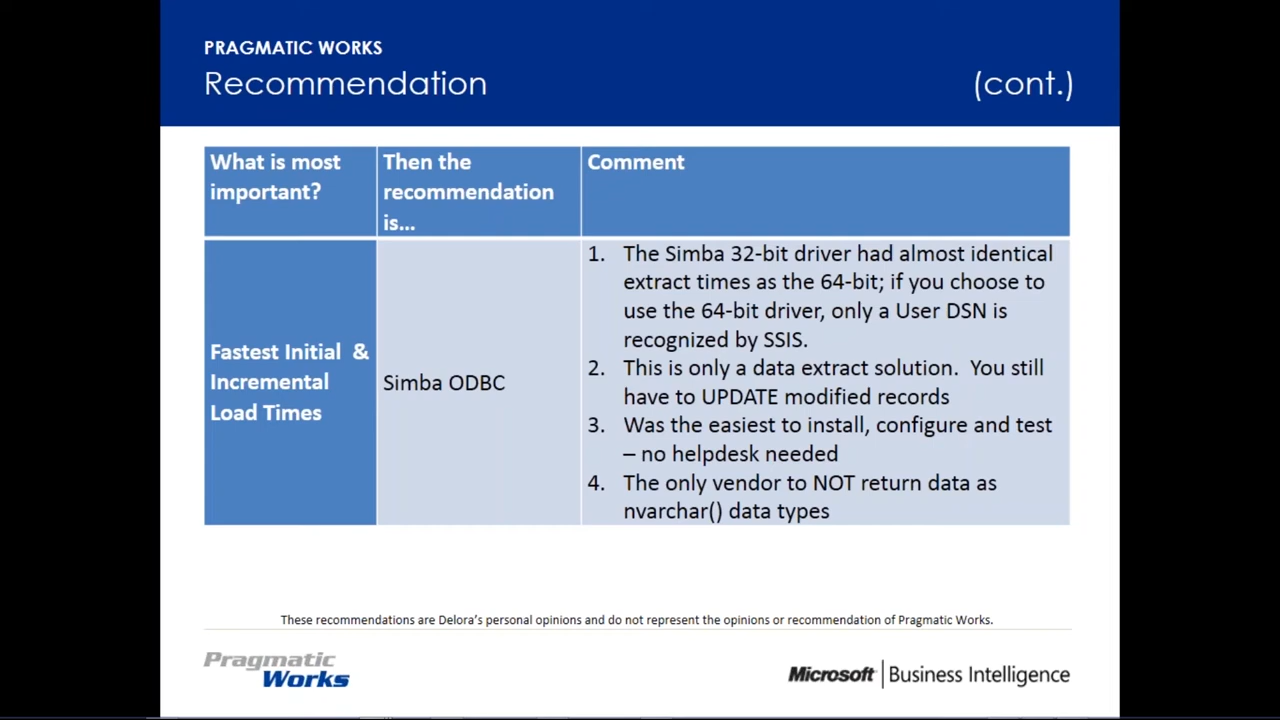 PRAGMATIC WORKS
Recommendation (cont.)
What is most
important?
Then the
recommendation
is...
Comment
Fastest Initial &
Incremental
Load Times
Simba ODBC
1. The Simba 32-bit driver had almost identical
extract times as the 64-bit; if you choose to
use the 64-bit driver, only a User DSN is
recognized by SSIS.
2. This is only a data extract solution. You still
have to UPDATE modified records
3. Was the easiest to install, configure and test
– no helpdesk needed
4. The only vendor to NOT return data as
nvarchar() data types
These recommendations are Delora’s personal opinions and do not represent the opinions or recommendation of Pragmatic Works.
Pragmatic
Works
Microsoft | Business Intelligence